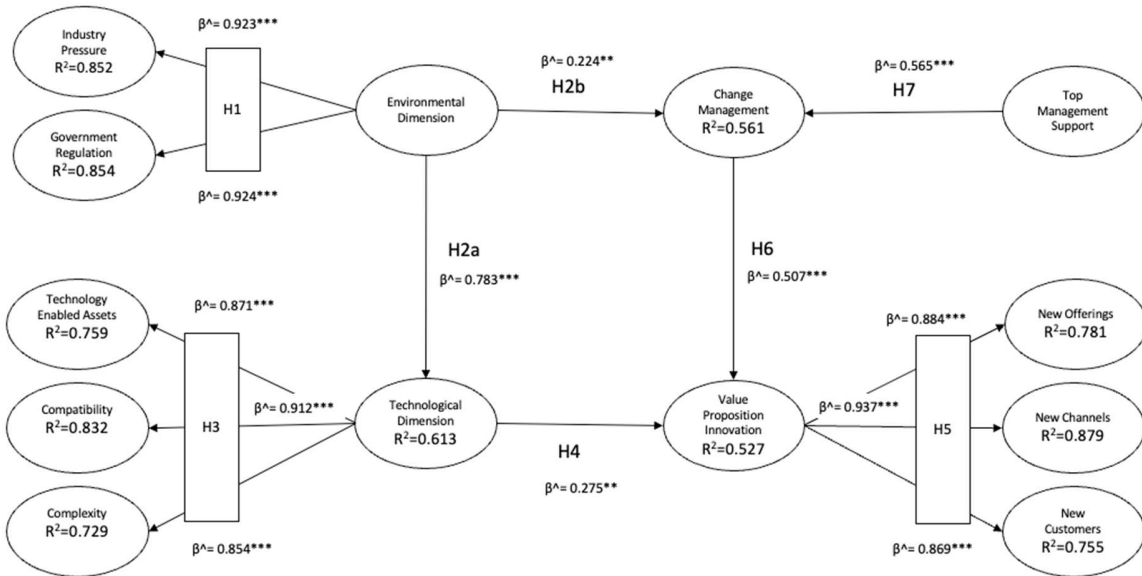 β^= 0.923***
Industry
Pressure
R²=0.852
H1
Government
Regulation
R²=0.854
β^= 0.924***
Environmental
Dimension
β^= 0.224**
H2b
Change
Management
R²=0.561
β^= 0.565***
H7
Top
Management
Support
H2a
β^= 0.783***
H6
β^= 0.507***
Technology
Enabled Assets
R²=0.759
β^= 0.871***
Compatibility
R²=0.832
H3
β^= 0.912***
Complexity
R²=0.729
β^= 0.854***
Technological
Dimension
R²=0.613
H4
β^= 0.275**
Value
Proposition
Innovation
R²=0.527
β^= 0.884***
β^= 0.937***
H5
β^= 0.869***
New Offerings
R²=0.781
New Channels
R²=0.879
New
Customers
R²=0.755